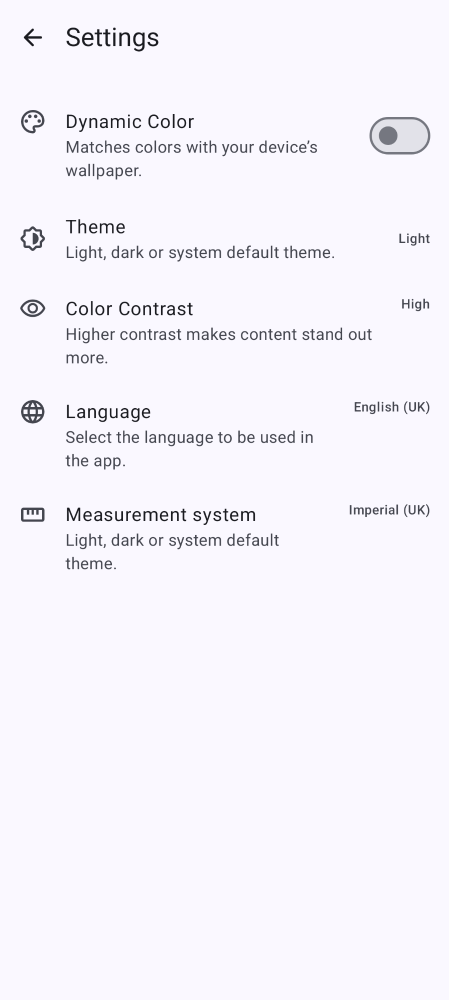 Settings
Dynamic Color
Matches colors with your device’s
wallpaper.
Theme
Light, dark or system default theme.
Light
Color Contrast
High
Higher contrast makes content stand out
more.
Language
English (UK)
Select the language to be used in
the app.
Measurement system
Imperial (UK)
Light, dark or system default
theme.